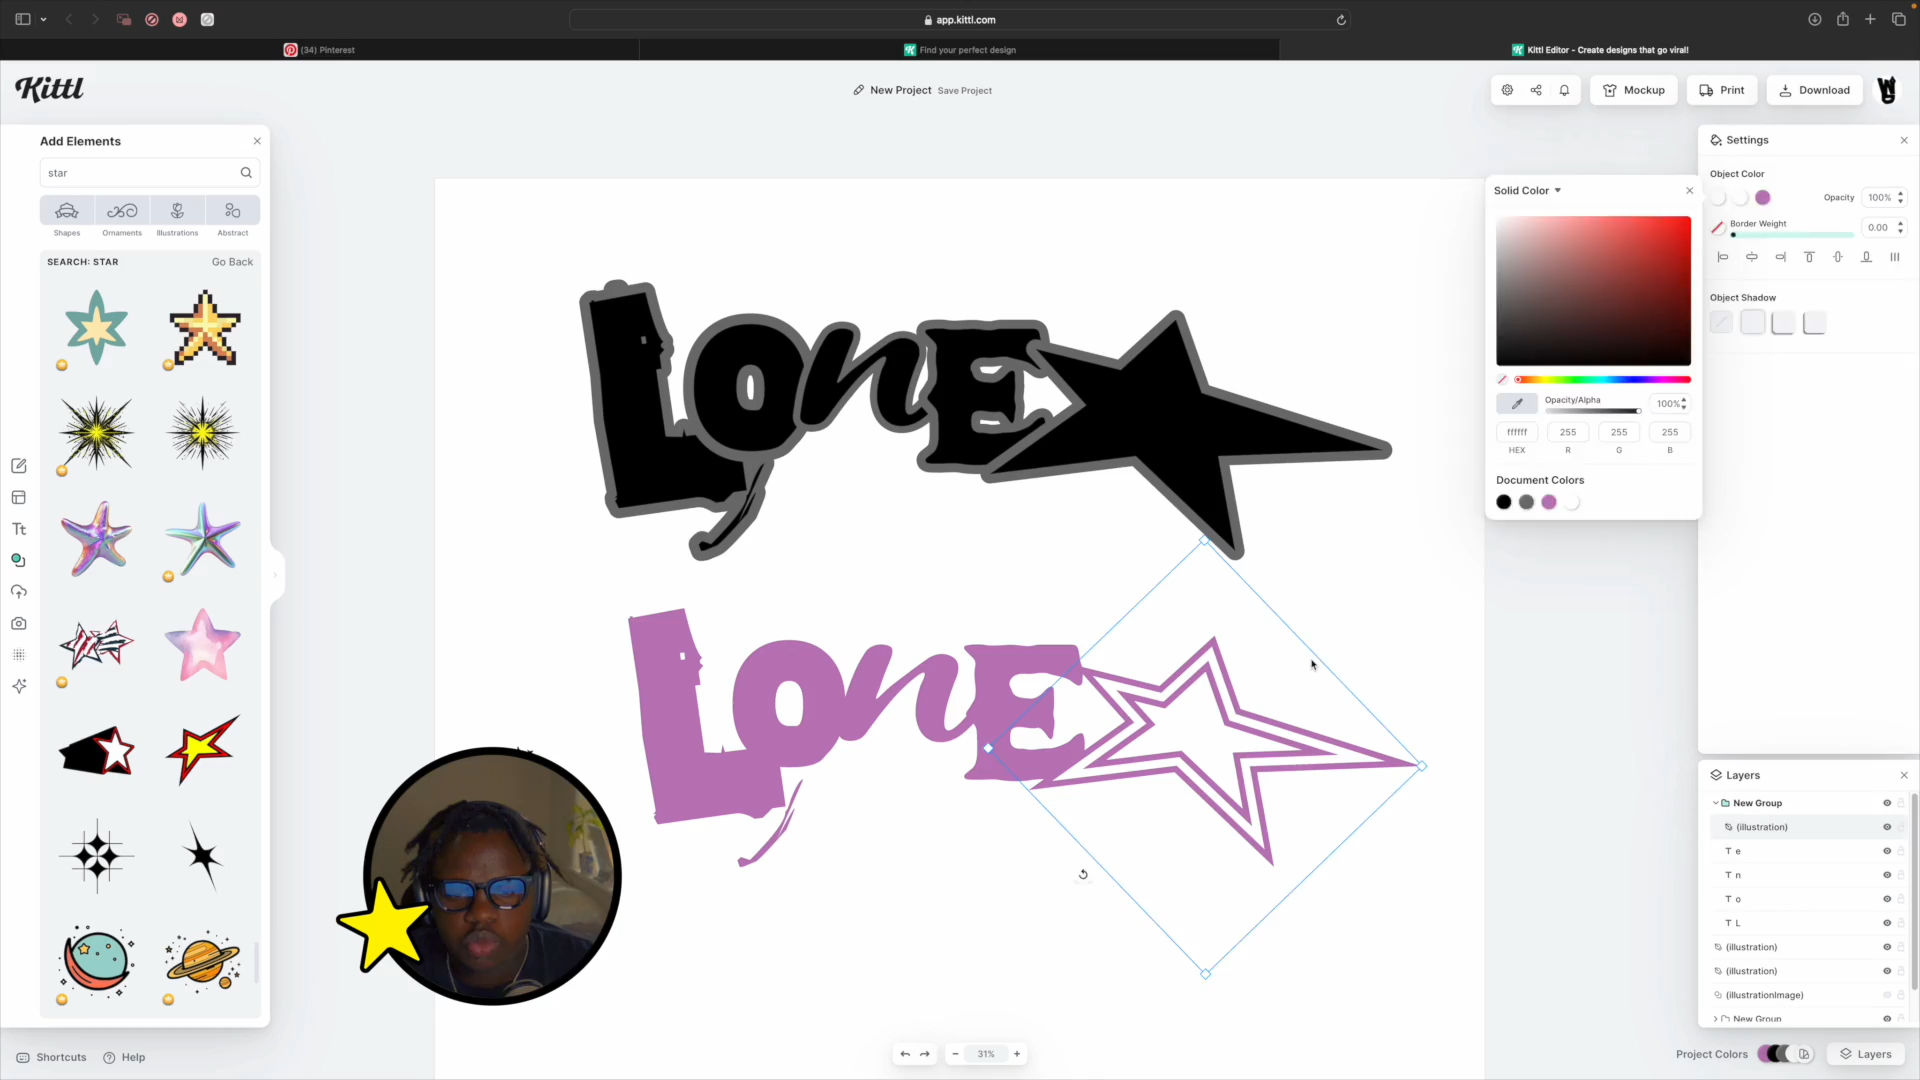 app.kittl.com
(34) Pinterest
Find your perfect design
Kittl Editor - Create designs that go viral!
Kittl
New Project Save Project
Mockup
Print
Download
Add Elements
star
Shapes
Ornaments
Illustrations
Abstract
SEARCH: STAR
Go Back
Shortcuts
Help
LonE
LonE
31%
Solid Color
Opacity/Alpha
100%
ffffff
255
255
255
HEX
R
G
B
Document Colors
Settings
Object Color
Opacity
100%
Border Weight
0.00
Object Shadow
Layers
New Group
(illustration)
T e
T n
T o
T L
(illustration)
(illustration)
(illustrationImage)
New Group
Project Colors
Layers